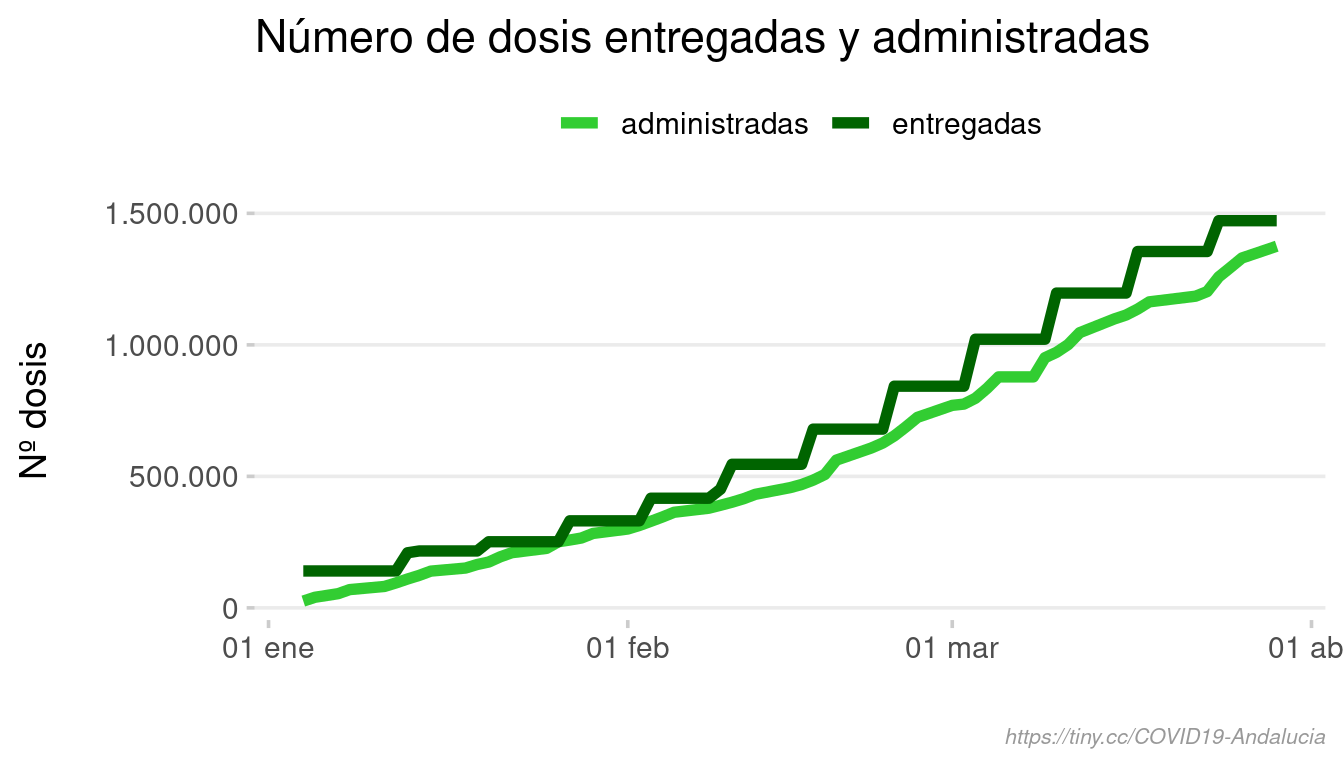 Número de dosis entregadas y administradas
administradas entregadas
1.500.000
1.000.000
500.000
0
Nº dosis
01 ene 01 feb 01 mar 01 ab
https://tiny.cc/COVID19-Andalucia